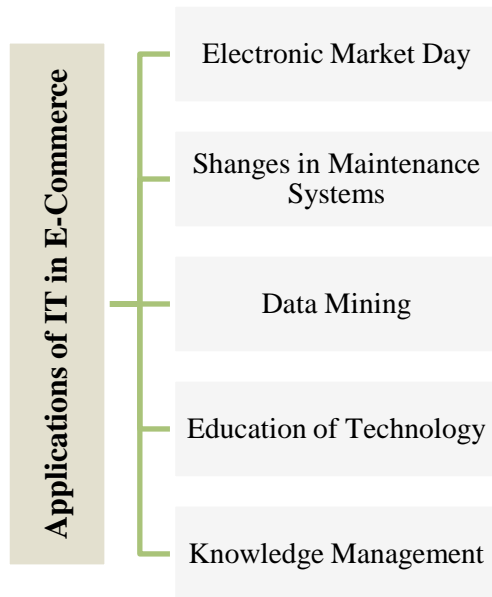 Applications of IT in E-Commerce
Electronic Market Day
Shanges in Maintenance
Systems
Data Mining
Education of Technology
Knowledge Management